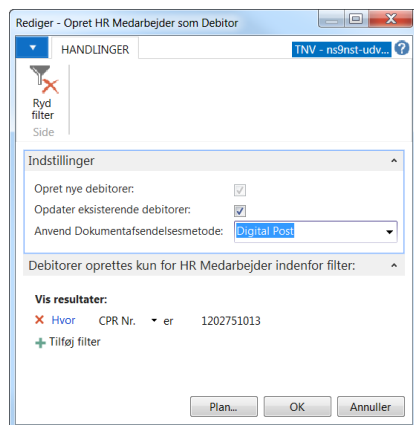 Rediger - Opret HR Medarbejder som Debitor
HANDLINGER
TNV - ns9nst-udv...
?
Ryd
filter
Side
Indstillinger
Opret nye debitorer:
Opdater eksisterende debitorer:
Anvend Dokumentafsendelsesmetode: Digital Post
Debitorer oprettes kun for HR Medarbejder indenfor filter:
Vis resultater:
Hvor CPR Nr. er 1202751013
Tilføj filter
Plan... OK Annuller